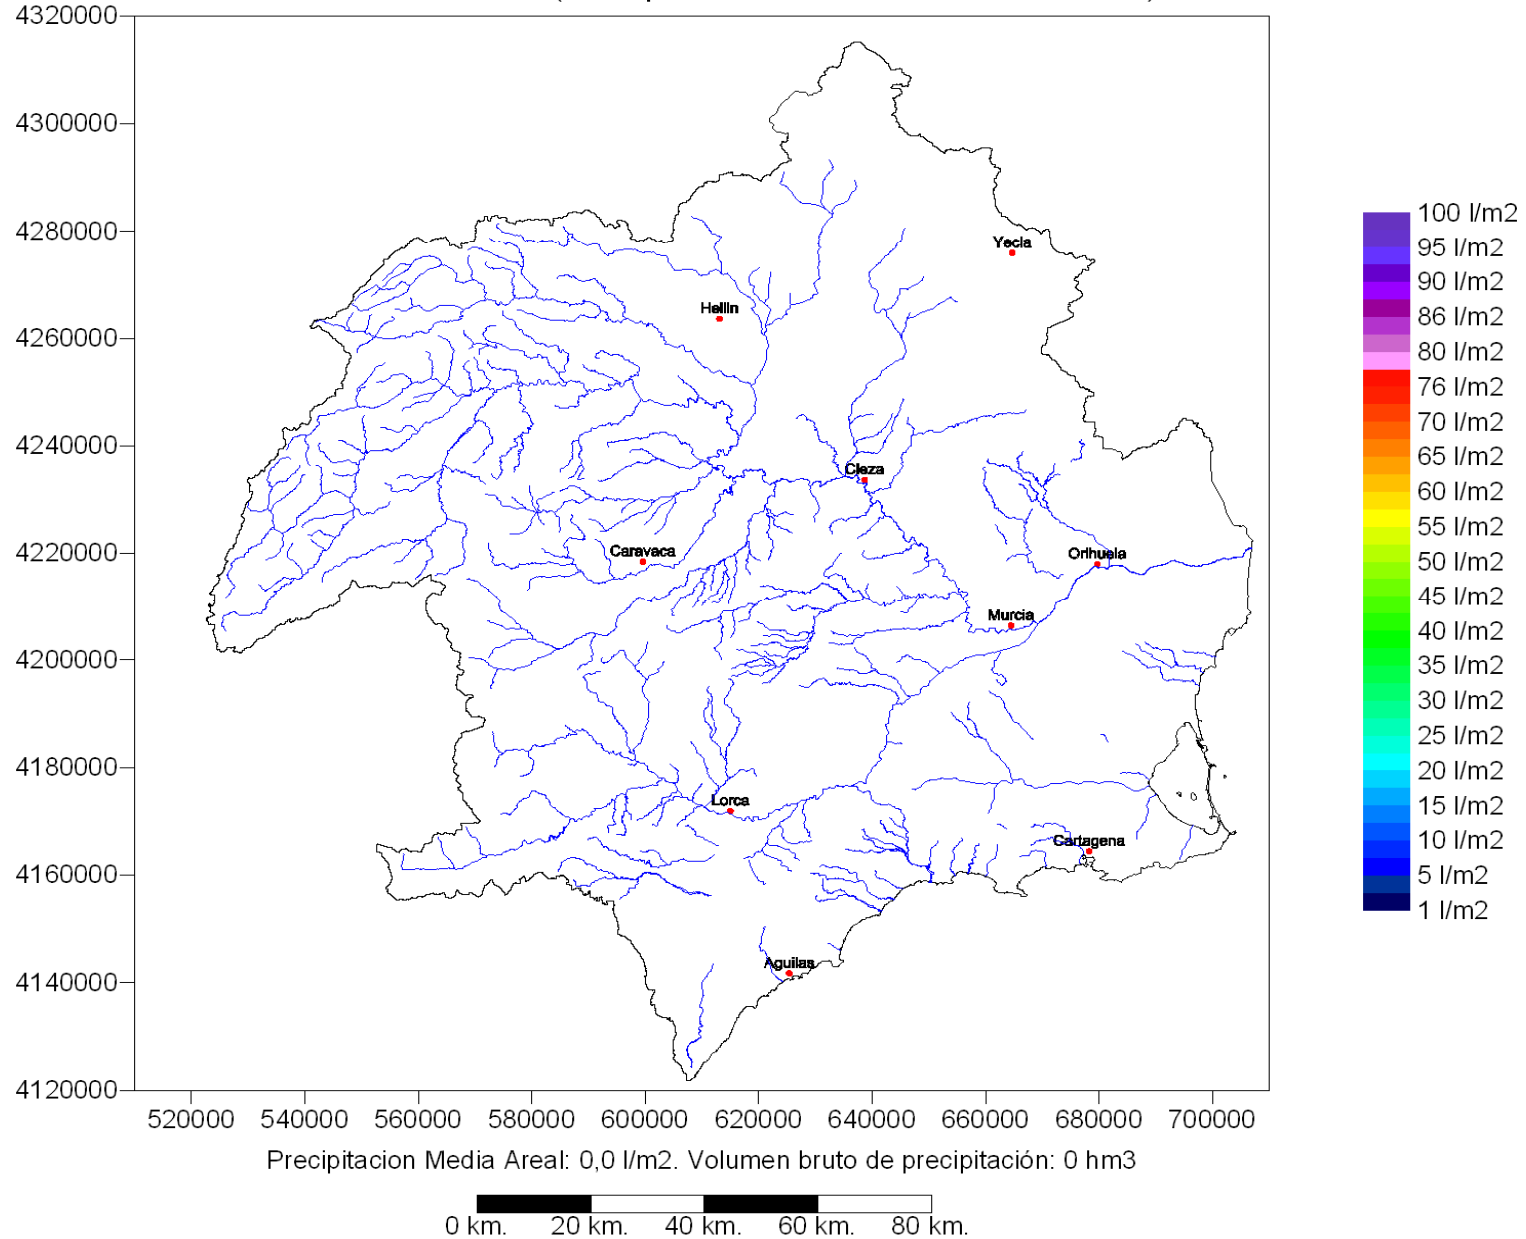 4320000
4300000
4280000
4260000
4240000
4220000
4200000
4180000
4160000
4140000
4120000
520000 540000 560000 580000 600000 620000 640000 660000 680000 700000
Yecla
Hellin
Cieza
Caravaca
Orihuela
Murcia
Lorca
Cartagena
Aguilas
100 l/m2
95 l/m2
90 l/m2
86 l/m2
80 l/m2
76 l/m2
70 l/m2
65 l/m2
60 l/m2
55 l/m2
50 l/m2
45 l/m2
40 l/m2
35 l/m2
30 l/m2
25 l/m2
20 l/m2
15 l/m2
10 l/m2
5 l/m2
1 l/m2
Precipitacion Media Areal: 0,0 l/m2. Volumen bruto de precipitación: 0 hm3
0 km. 20 km. 40 km. 60 km. 80 km.